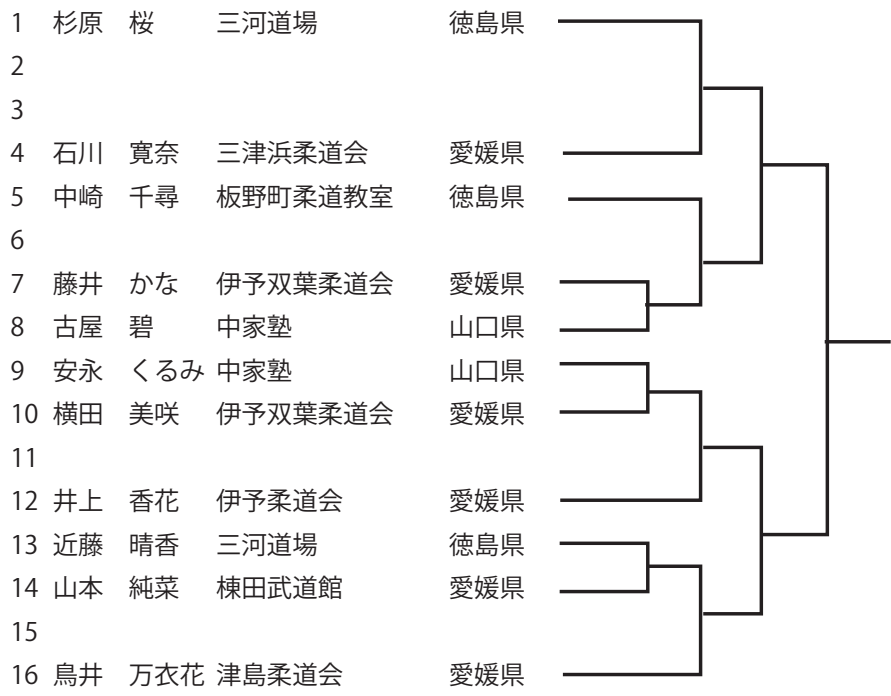 1 杉原 桜 三河道場 徳島県
2
3
4 石川 寛奈 三津浜柔道会 愛媛県
5 中崎 千尋 板野町柔道教室 徳島県
6
7 藤井 かな 伊予双葉柔道会 愛媛県
8 古屋 碧 中家塾 山口県
9 安永 くるみ 中家塾 山口県
10 横田 美咲 伊予双葉柔道会 愛媛県
11
12 井上 香花 伊予柔道会 愛媛県
13 近藤 晴香 三河道場 徳島県
14 山本 純菜 棟田武道館 愛媛県
15
16 鳥井 万衣花 津島柔道会 愛媛県